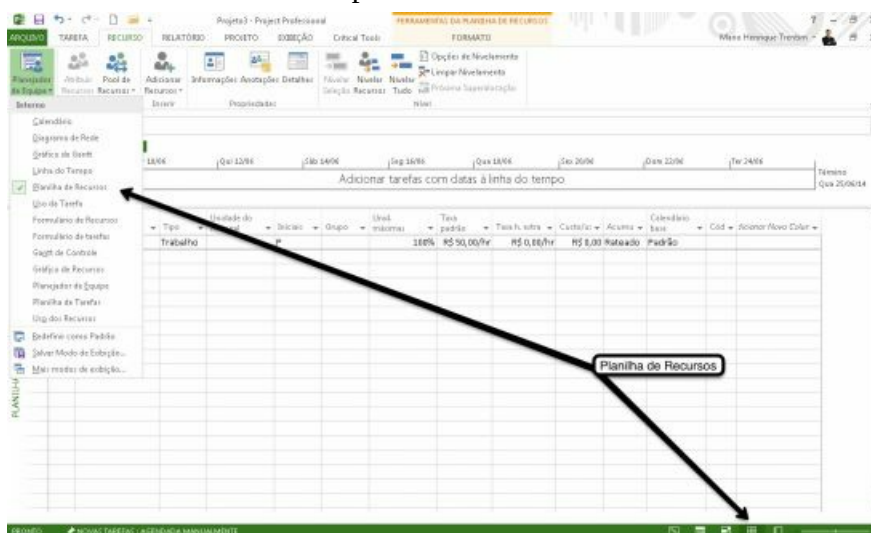 Projeto3 - Project Professional
FERRAMENTAS DA PLANILHA DE RECURSOS
ARQUIVO TAREFA RECURSO RELATÓRIO PROJETO EXIBIÇÃO Critical Tools FORMATO
Mario Henrique Trentim
Planejador de Equipe
Atribuir Recursos
Pool de Recursos
Adicionar Recursos
Informações Anotações Detalhes
Nivelar Seleção
Nivelar Recurso
Nivelar Tudo
Opções de Nivelamento
Limpar Nivelamento
Próxima Superalocação
Inserir
Propriedades
Nível
Interno
Calendário
Diagrama de Rede
Gráfico de Gantt
Linha do Tempo
Planilha de Recursos
Uso da Tarefa
Formulário de Recursos
Formulário de tarefas
Gantt de Controle
Gráfico de Recursos
Planejador de Equipe
Planilha de Tarefas
Uso dos Recursos
Redefinir como Padrão
Salvar Modo de Exibição...
Mais modos de exibição...
10/06 Qui 12/06 Sáb 14/06 Seg 16/06 Qua 18/06 Sex 20/06 Dom 22/06 Ter 24/06
Adicionar tarefas com datas à linha do tempo
Término
Qua 25/06/14
Tipo Unidade do Iniciais Grupo Unid. máximas Taxa padrão Taxa h. extra Custo/uso Acumular Calendário base Cód Adicionar Nova Coluna
Trabalho P 100% R$ 50,00/hr R$ 0,00/hr R$ 0,00 Rateado Padrão
Planilha de Recursos
PRONTO NOVAS TAREFAS : AGENDADA MANUALMENTE